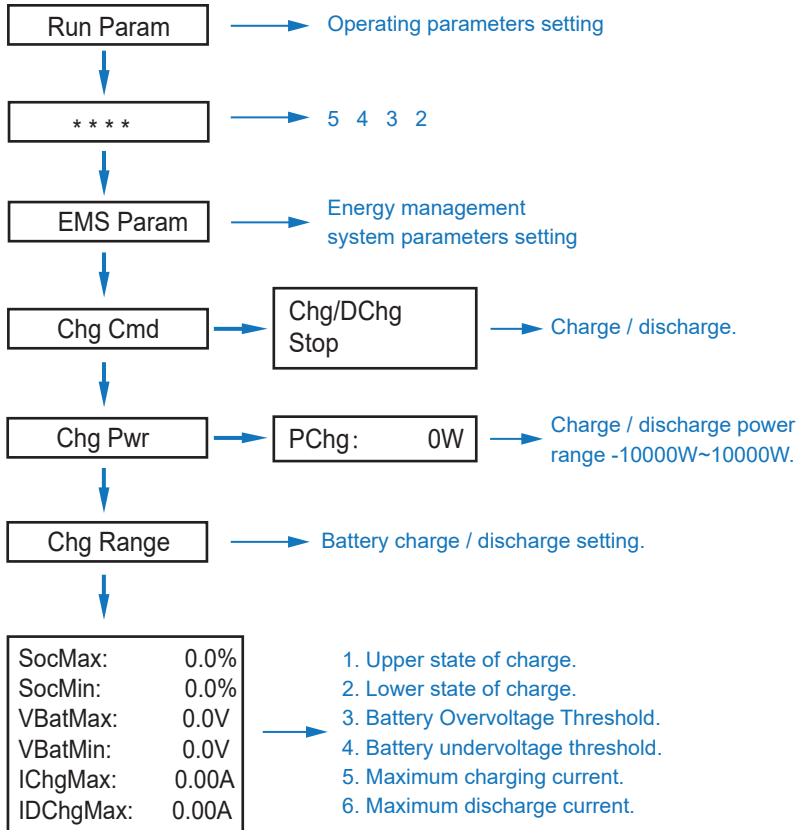 Run Param
Operating parameters setting
* * * *
5 4 3 2
EMS Param
Energy management
system parameters setting
Chg Cmd
Chg/DChg
Stop
Charge / discharge.
Chg Pwr
PChg: 0W
Charge / discharge power
range -10000W~10000W.
Chg Range
Battery charge / discharge setting.
SocMax: 0.0%
SocMin: 0.0%
VBatMax: 0.0V
VBatMin: 0.0V
IChgMax: 0.00A
IDChgMax: 0.00A
1. Upper state of charge.
2. Lower state of charge.
3. Battery Overvoltage Threshold.
4. Battery undervoltage threshold.
5. Maximum charging current.
6. Maximum discharge current.